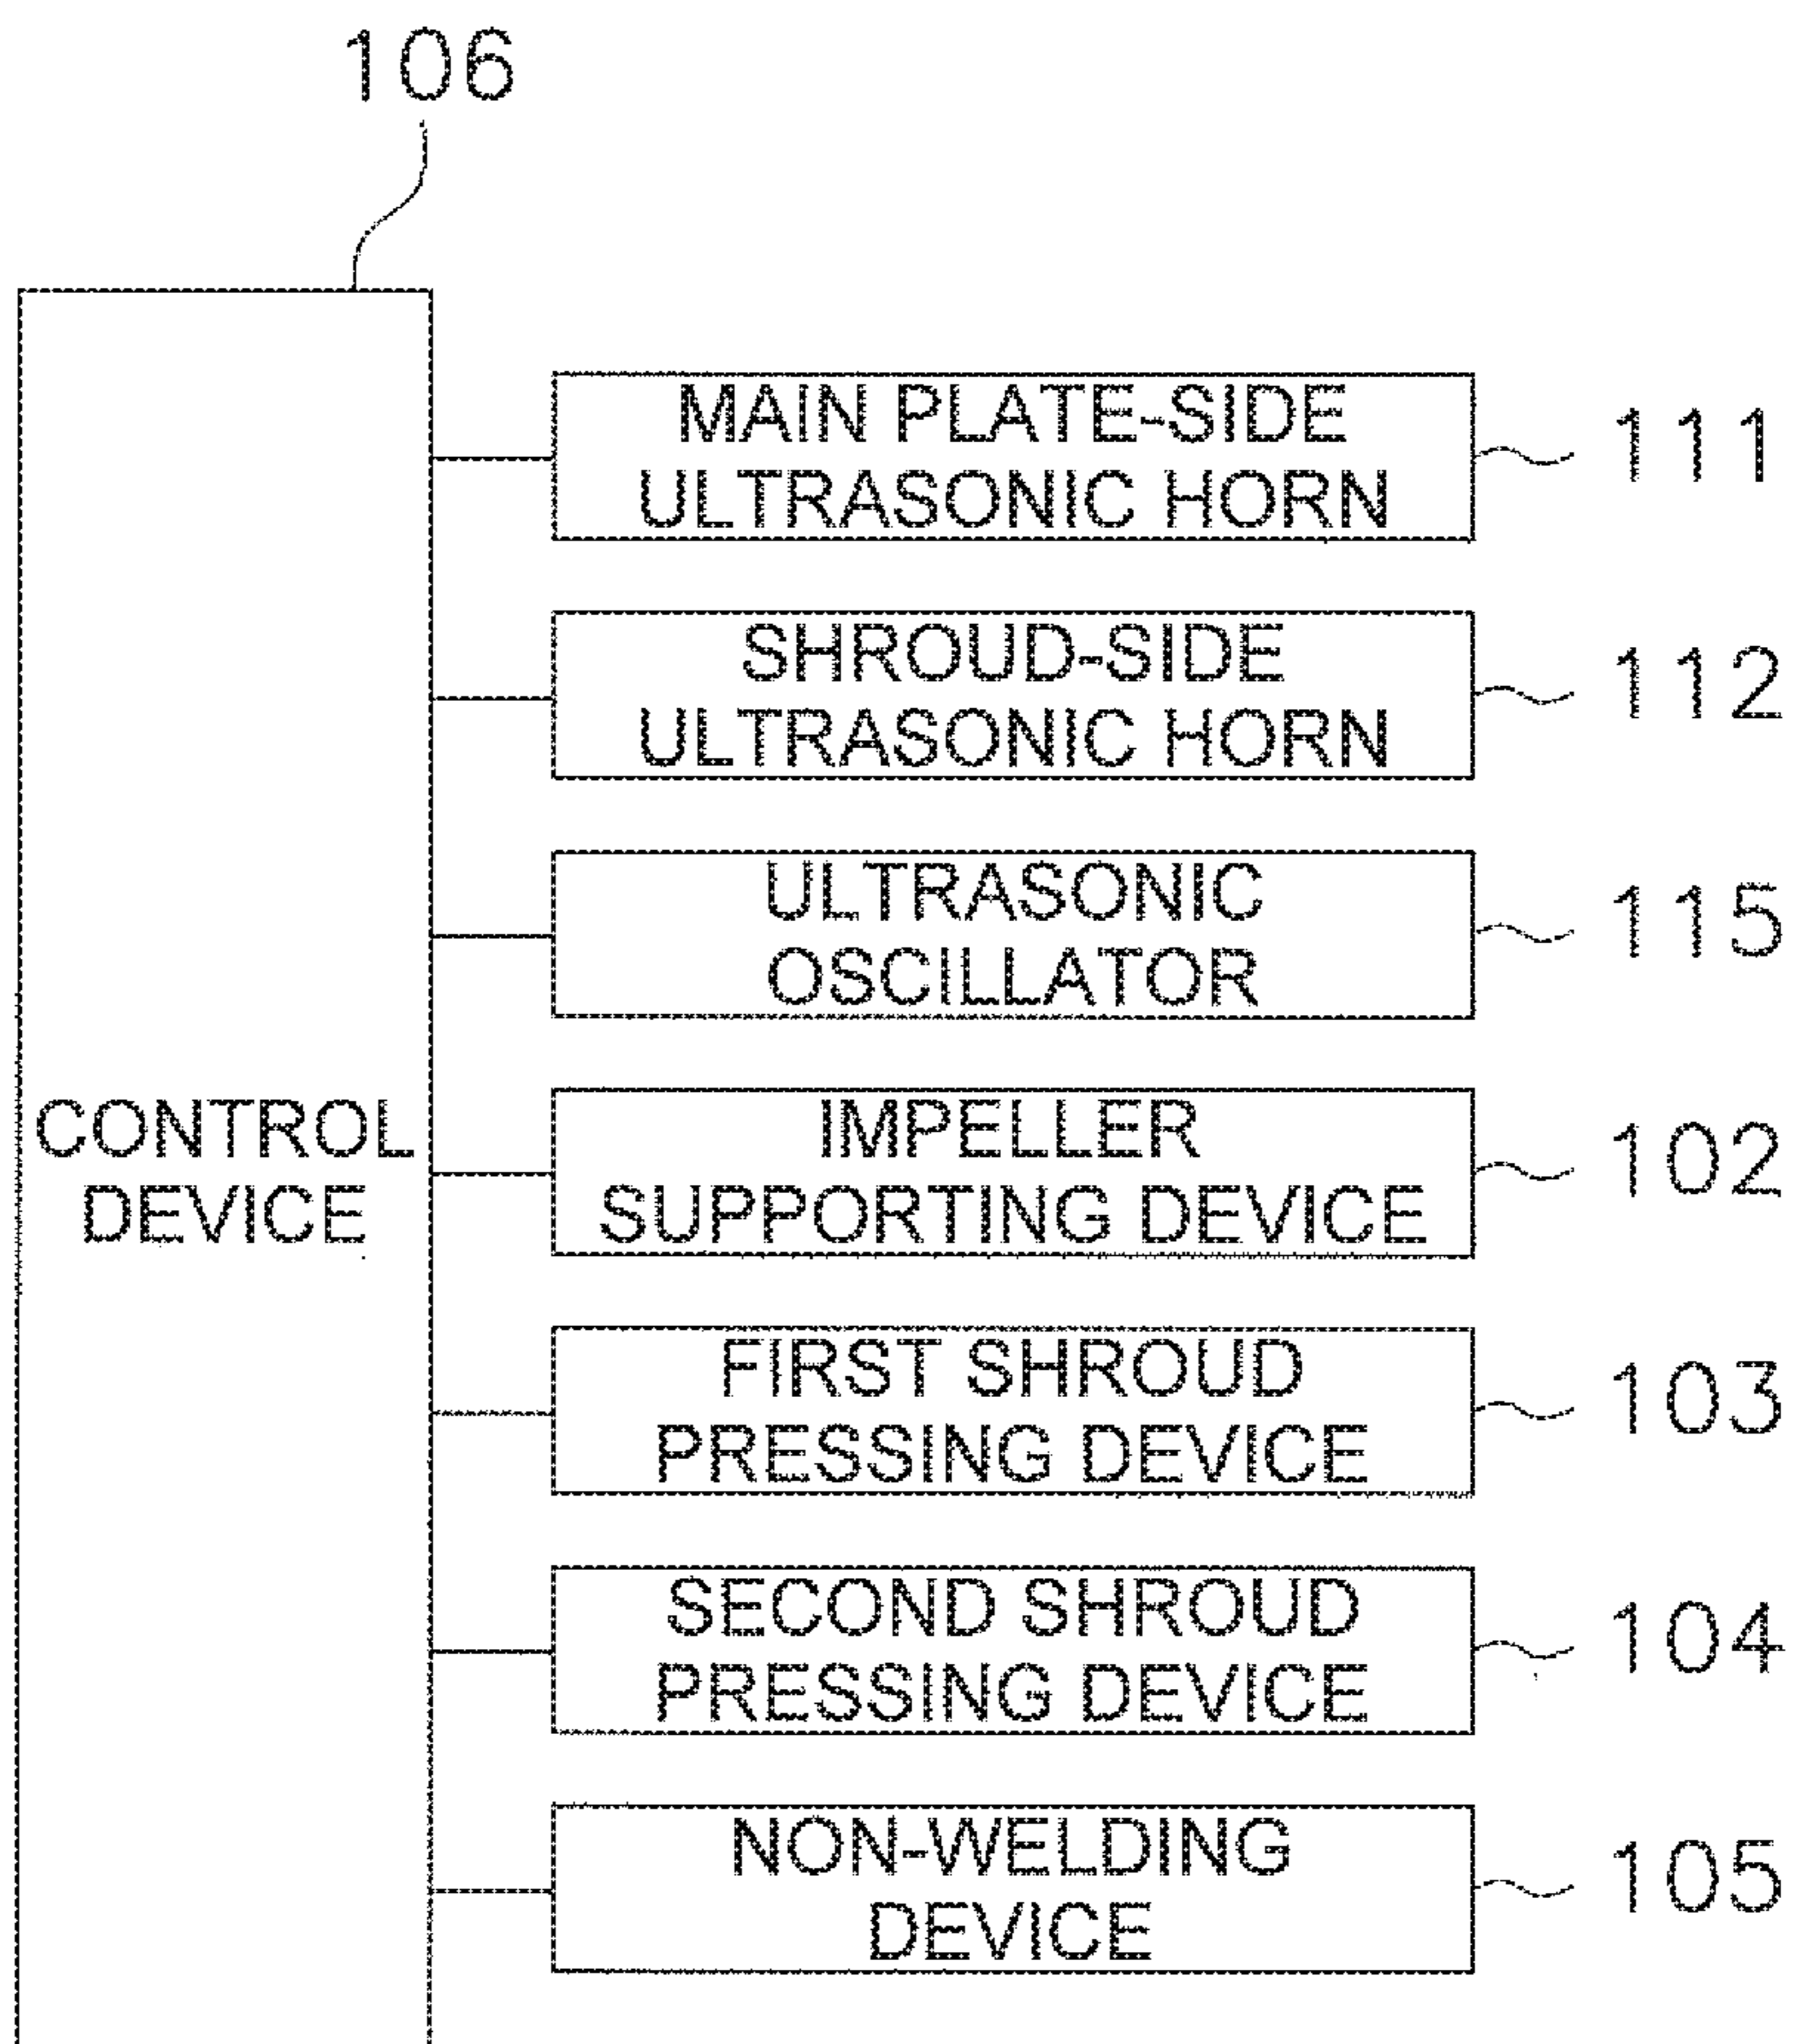 106
MAIN PLATE-SIDE
ULTRASONIC HORN
111
SHROUD-SIDE
ULTRASONIC HORN
112
ULTRASONIC
OSCILLATOR
115
CONTROL
DEVICE
IMPELLER
SUPPORTING DEVICE
102
FIRST SHROUD
PRESSING DEVICE
103
SECOND SHROUD
PRESSING DEVICE
104
NON-WELDING
DEVICE
105